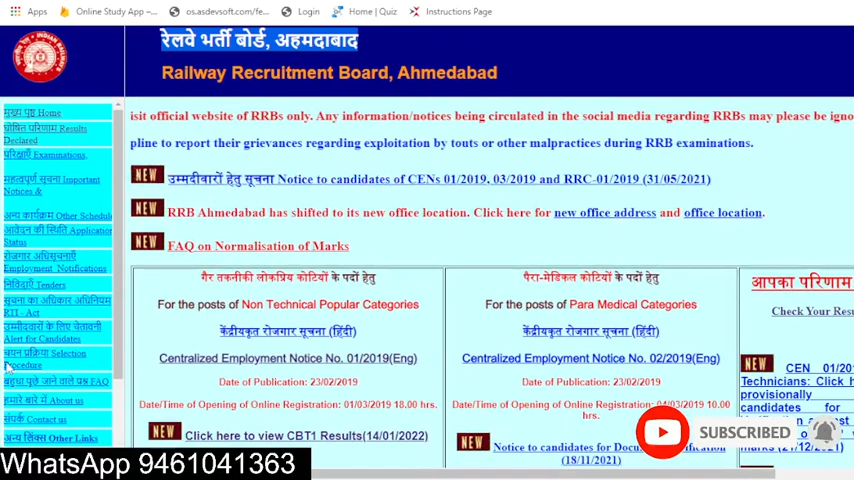 Apps Online Study App –... os.asdevsoft.com/fe... Login Home | Quiz Instructions Page
रेलवे भर्ती बोर्ड, अहमदाबाद
Railway Recruitment Board, Ahmedabad
isit official website of RRBs only. Any information/notices being circulated in the social media regarding RRBs may please be igno
pline to report their grievances regarding exploitation by touts or other malpractices during RRB examinations.
NEW उम्मदीवारों हेतु सूचना Notice to candidates of CENs 01/2019, 03/2019 and RRC-01/2019 (31/05/2021)
NEW RRB Ahmedabad has shifted to its new office location. Click here for new office address and office location.
NEW FAQ on Normalisation of Marks
मुख्य पृष्ठ Home
घोषित परिणाम Results
Declared
परिक्षाएँ Examinations,
महत्वपूर्ण सूचना Important
Notices &
अन्य कार्यक्रम Other Schedule
आवेदन की स्थिति Application
Status
रोजगार अधिसूचनाएँ
Employment Notifications
निविदाएँ Tenders
सूचना का अधिकार अधिनियम
RTI - Act
उम्मीदवारों के लिए चेतावनी
Alert for Candidates
चयन प्रक्रिया Selection
Procedure
बहुधा पूछे जाने वाले प्रश्न FAQ
हमारे बारे में About us
संपर्क Contact us
अन्य लिंक्स Other Links
गैर तकनीकी लोकप्रिय कोटियों के पदों हेतु
For the posts of Non Technical Popular Categories
केंद्रीयकृत रोजगार सूचना (हिंदी)
Centralized Employment Notice No. 01/2019(Eng)
Date of Publication: 23/02/2019
Date/Time of Opening of Online Registration: 01/03/2019 18.00 hrs.
NEW Click here to view CBT1 Results(14/01/2022)
पैरा-मेडिकल कोटियों के पदों हेतु
For the posts of Para Medical Categories
केंद्रीयकृत रोजगार सूचना (हिंदी)
Centralized Employment Notice No. 02/2019(Eng)
Date of Publication: 23/02/2019
Date/Time of Opening of Online Registration: 04/03/2019 10.00
hrs.
NEW Notice to candidates for Docum
(18/11/2021)
आपका परिणाम
Check Your Resu
NEW CEN 01/201
Technicians: Click h
provisionally
candidates for
SUBSCRIBED
WhatsApp 9461041363